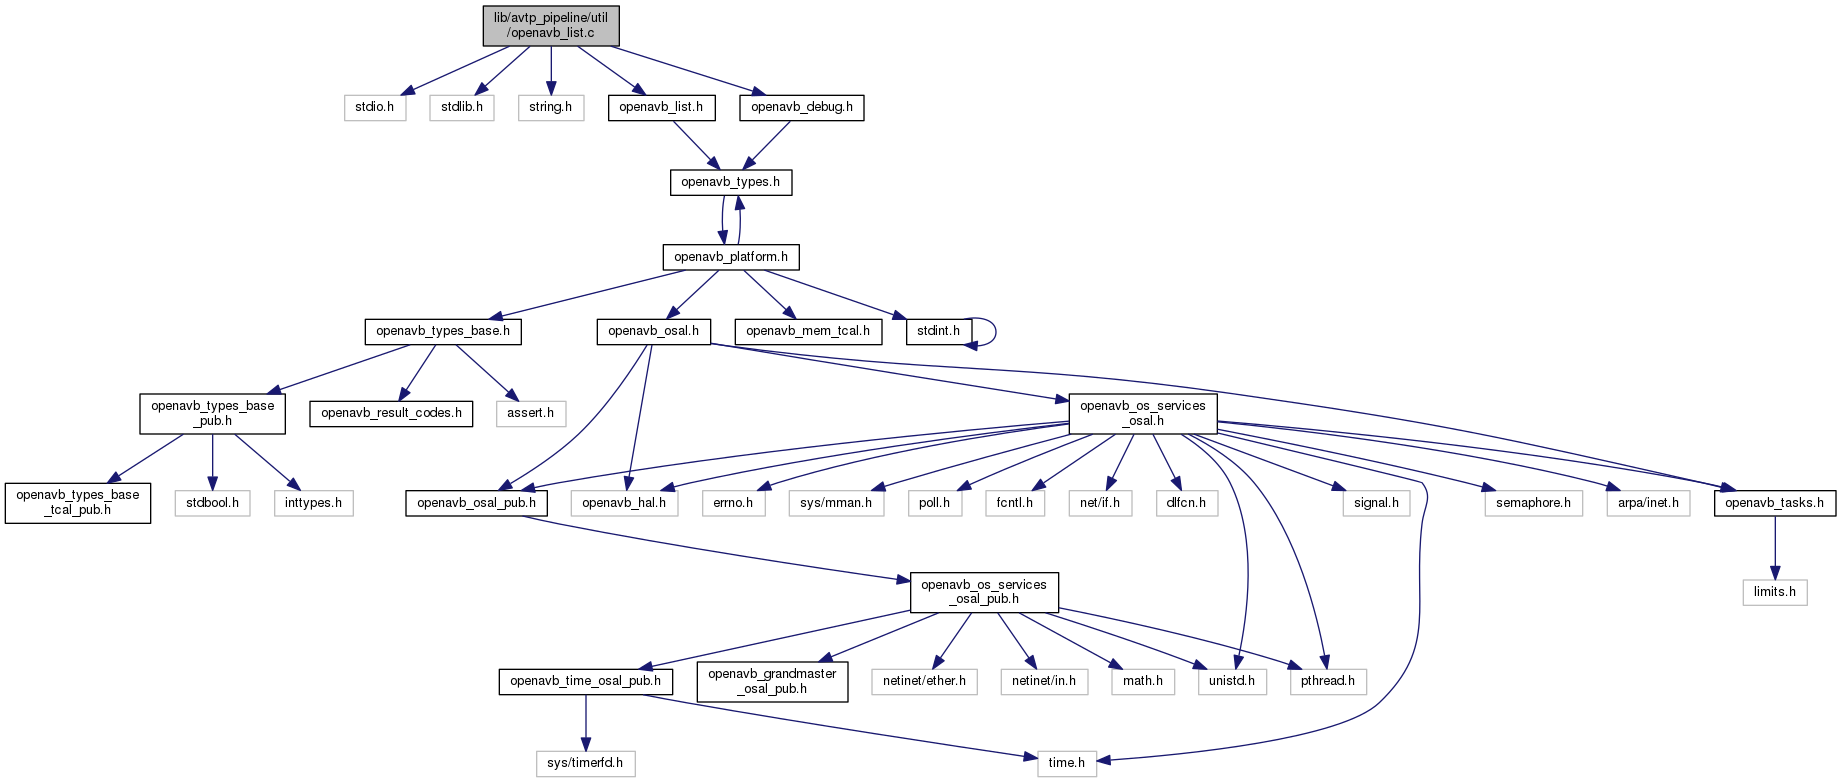 lib/avtp_pipeline/util
/openavb_list.c
stdio.h
stdlib.h
string.h
openavb_list.h
openavb_debug.h
openavb_types.h
openavb_platform.h
openavb_types_base.h
openavb_osal.h
openavb_mem_tcal.h
stdint.h
openavb_types_base
_pub.h
openavb_result_codes.h
assert.h
openavb_os_services
_osal.h
openavb_types_base
_tcal_pub.h
stdbool.h
inttypes.h
openavb_osal_pub.h
openavb_hal.h
errno.h
sys/mman.h
poll.h
fcntl.h
net/if.h
dlfcn.h
signal.h
semaphore.h
arpa/inet.h
openavb_tasks.h
openavb_os_services
_osal_pub.h
limits.h
openavb_time_osal_pub.h
openavb_grandmaster
_osal_pub.h
netinet/ether.h
netinet/in.h
math.h
unistd.h
pthread.h
sys/timerfd.h
time.h